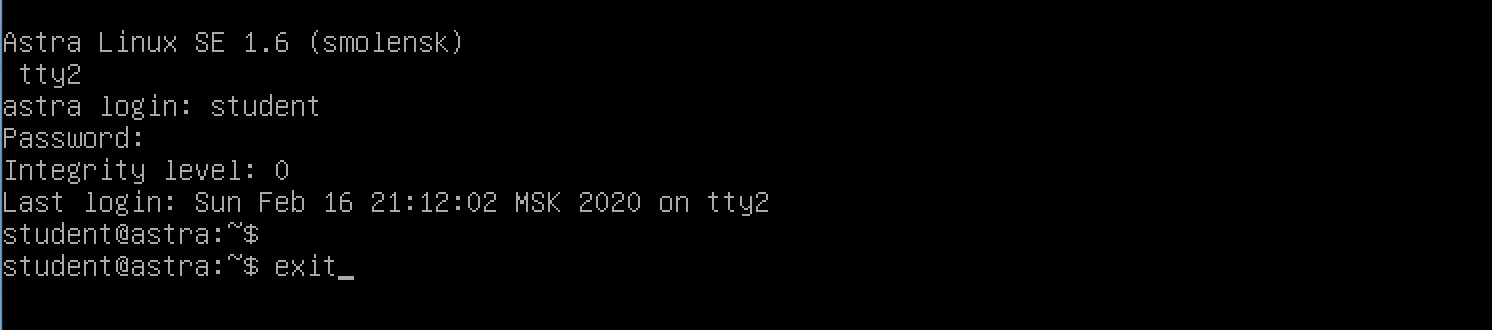 Astra Linux SE 1.6 (smolensk)
tty2
astra login: student
Password:
Integrity level: 0
Last login: Sun Feb 16 21:12:02 MSK 2020 on tty2
student@astra:~$
student@astra:~$ exit_